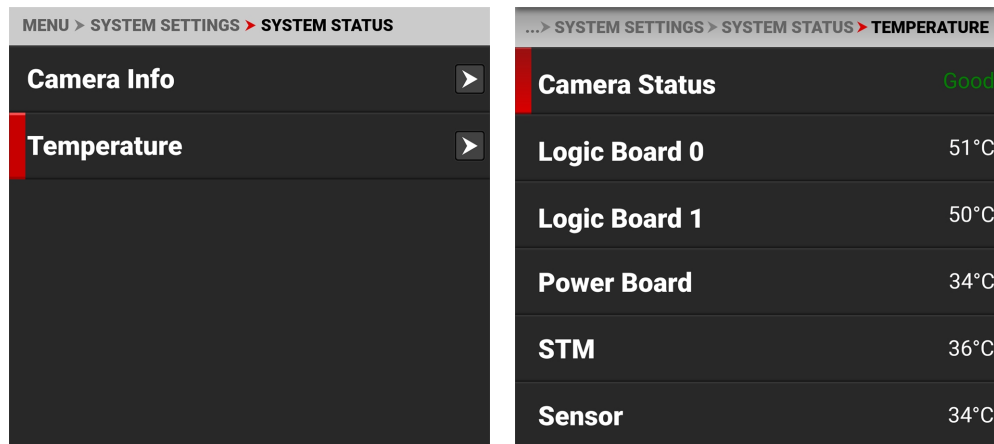 MENU > SYSTEM SETTINGS > SYSTEM STATUS
Camera Info
Temperature
...> SYSTEM SETTINGS > SYSTEM STATUS > TEMPERATURE
Camera Status Good
Logic Board 0 51°C
Logic Board 1 50°C
Power Board 34°C
STM 36°C
Sensor 34°C